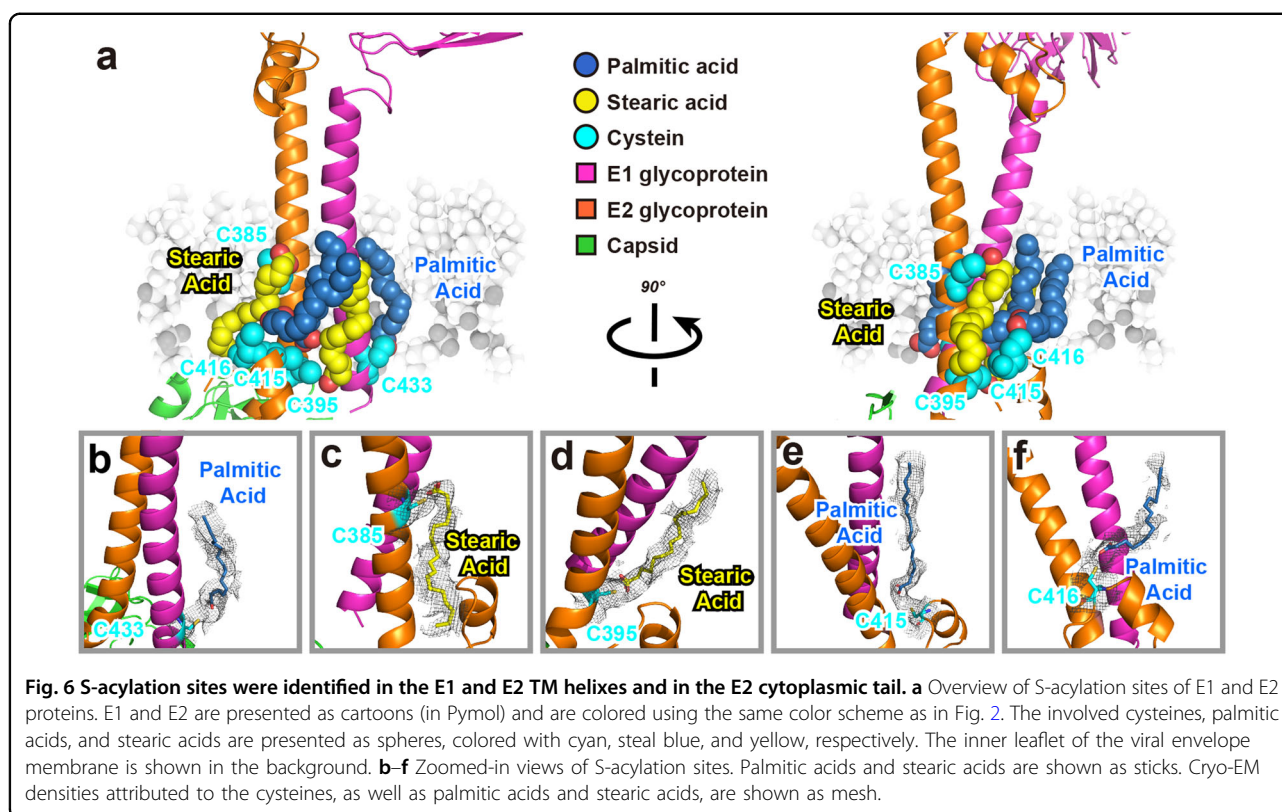 a
Palmitic acid
Stearic acid
Cystein
E1 glycoprotein
E2 glycoprotein
Capsid
90°
C385
Stearic
Acid
Palmitic
Acid
C416
C415
C395
C433
C385
Palmitic
Acid
Stearic
Acid
C416
C415
C395
b
Palmitic
Acid
C433
c
C385
Stearic
Acid
d
Stearic
Acid
C395
e
Palmitic
Acid
C415
f
C416
Palmitic
Acid
Fig. 6 S-acylation sites were identified in the E1 and E2 TM helixes and in the E2 cytoplasmic tail. a Overview of S-acylation sites of E1 and E2
proteins. E1 and E2 are presented as cartoons (in Pymol) and are colored using the same color scheme as in Fig. 2. The involved cysteines, palmitic
acids, and stearic acids are presented as spheres, colored with cyan, steal blue, and yellow, respectively. The inner leaflet of the viral envelope
membrane is shown in the background. b–f Zoomed-in views of S-acylation sites. Palmitic acids and stearic acids are shown as sticks. Cryo-EM
densities attributed to the cysteines, as well as palmitic acids and stearic acids, are shown as mesh.